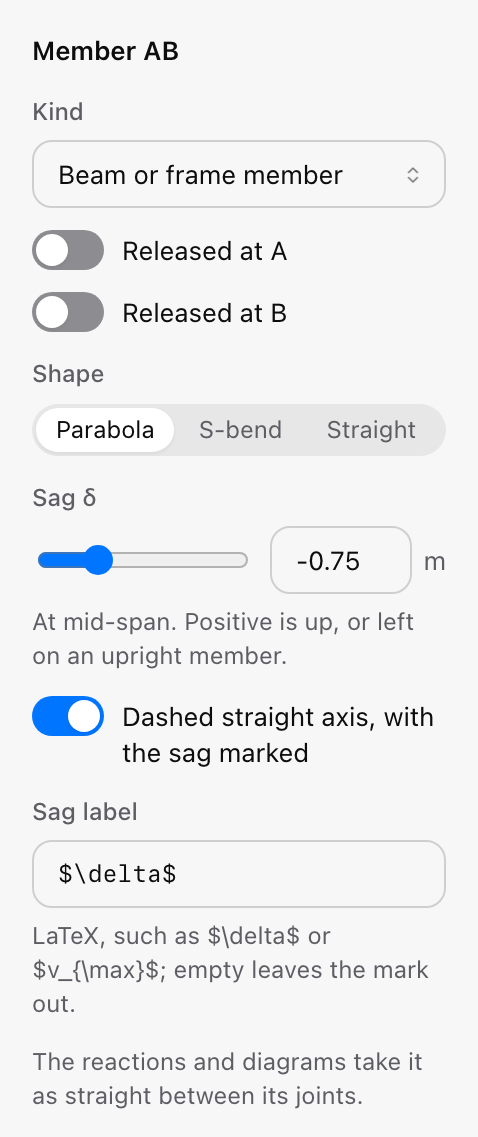 Member AB
Kind
Beam or frame member
Released at A
Released at B
Shape
Parabola S-bend Straight
Sag δ
-0.75 m
At mid-span. Positive is up, or left
on an upright member.
Dashed straight axis, with
the sag marked
Sag label
$\delta$
LaTeX, such as $\delta$ or
$v_{\max}$; empty leaves the mark
out.
The reactions and diagrams take it
as straight between its joints.